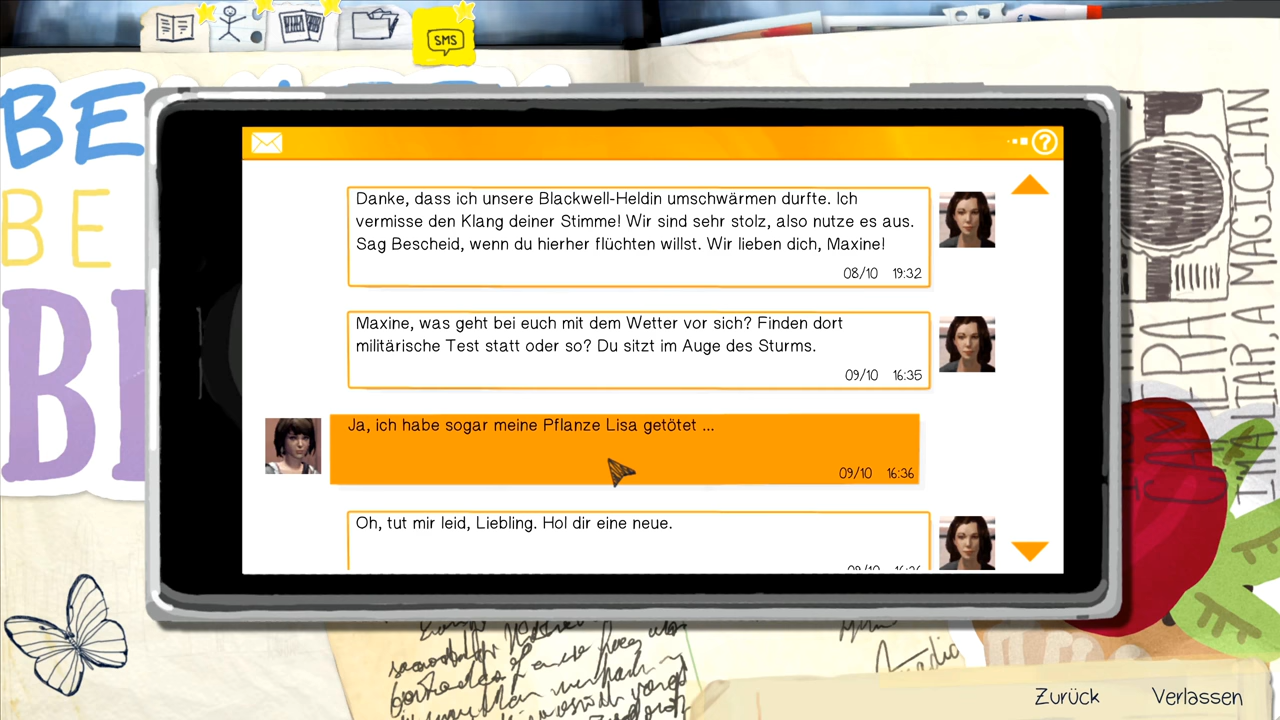 SMS
BE
BE
Danke, dass ich unsere Blackwell-Heldin umschwärmen durfte. Ich
vermisse den Klang deiner Stimme! Wir sind sehr stolz, also nutze es aus.
Sag Bescheid, wenn du hierher flüchten willst. Wir lieben dich, Maxine!
08/10 19:32
Maxine, was geht bei euch mit dem Wetter vor sich? Finden dort
militärische Test statt oder so? Du sitzt im Auge des Sturms.
09/10 16:35
Ja, ich habe sogar meine Pflanze Lisa getötet ...
09/10 16:36
Oh, tut mir leid, Liebling. Hol dir eine neue.
CAMERA
I'M A LIAR, A MAGICIAN
Zurück Verlassen